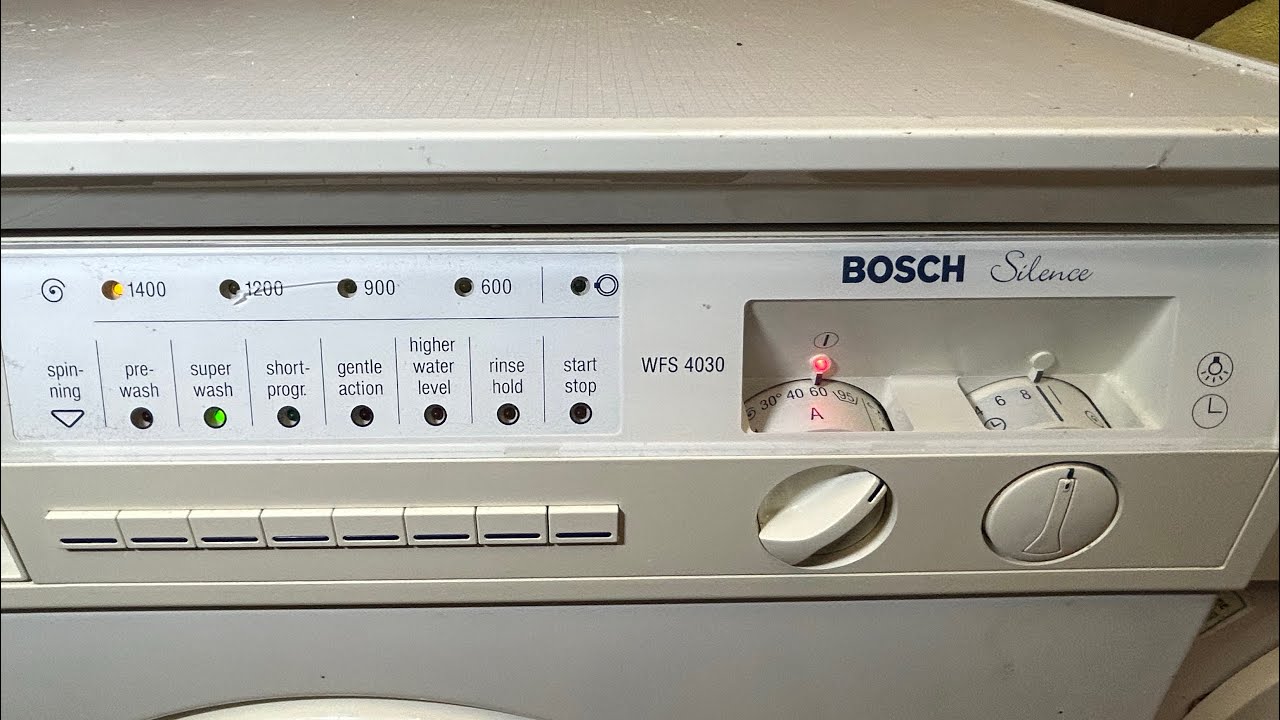 BOSCH Silence
1400 1200 900 600
spin-
ning
pre-
wash
super
wash
short-
progr.
gentle
action
higher
water
level
rinse
hold
start
stop
WFS 4030
30° 40 60 95
A
6 8